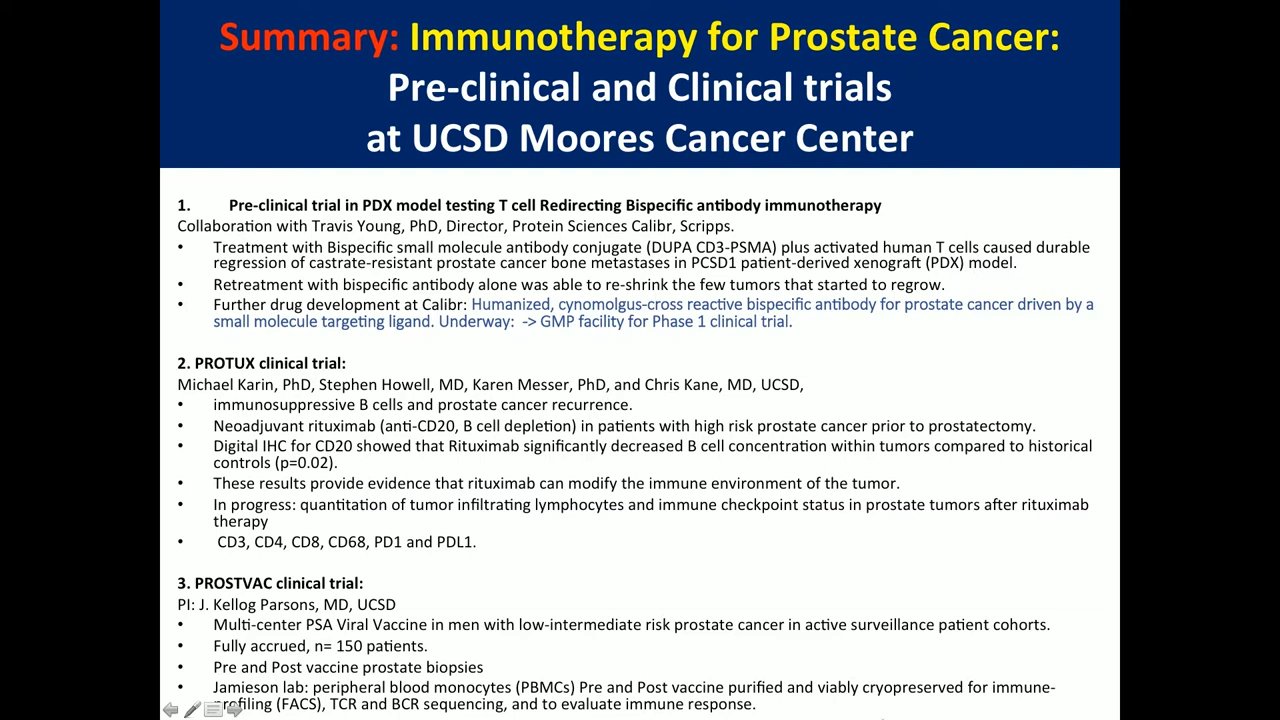 Summary: Immunotherapy for Prostate Cancer:
Pre-clinical and Clinical trials
at UCSD Moores Cancer Center
1. Pre-clinical trial in PDX model testing T cell Redirecting Bispecific antibody immunotherapy
Collaboration with Travis Young, PhD, Director, Protein Sciences Calibr, Scripps.
• Treatment with Bispecific small molecule antibody conjugate (DUPA CD3-PSMA) plus activated human T cells caused durable
regression of castrate-resistant prostate cancer bone metastases in PCSD1 patient-derived xenograft (PDX) model.
• Retreatment with bispecific antibody alone was able to re-shrink the few tumors that started to regrow.
• Further drug development at Calibr: Humanized, cynomolgus-cross reactive bispecific antibody for prostate cancer driven by a
small molecule targeting ligand. Underway: -> GMP facility for Phase 1 clinical trial.
2. PROTUX clinical trial:
Michael Karin, PhD, Stephen Howell, MD, Karen Messer, PhD, and Chris Kane, MD, UCSD,
• immunosuppressive B cells and prostate cancer recurrence.
• Neoadjuvant rituximab (anti-CD20, B cell depletion) in patients with high risk prostate cancer prior to prostatectomy.
• Digital IHC for CD20 showed that Rituximab significantly decreased B cell concentration within tumors compared to historical
controls (p=0.02).
• These results provide evidence that rituximab can modify the immune environment of the tumor.
• In progress: quantitation of tumor infiltrating lymphocytes and immune checkpoint status in prostate tumors after rituximab
therapy
• CD3, CD4, CD8, CD68, PD1 and PDL1.
3. PROSTVAC clinical trial:
PI: J. Kellog Parsons, MD, UCSD
• Multi-center PSA Viral Vaccine in men with low-intermediate risk prostate cancer in active surveillance patient cohorts.
• Fully accrued, n= 150 patients.
• Pre and Post vaccine prostate biopsies
• Jamieson lab: peripheral blood monocytes (PBMCs) Pre and Post vaccine purified and viably cryopreserved for immune-
profiling (FACS), TCR and BCR sequencing, and to evaluate immune response.